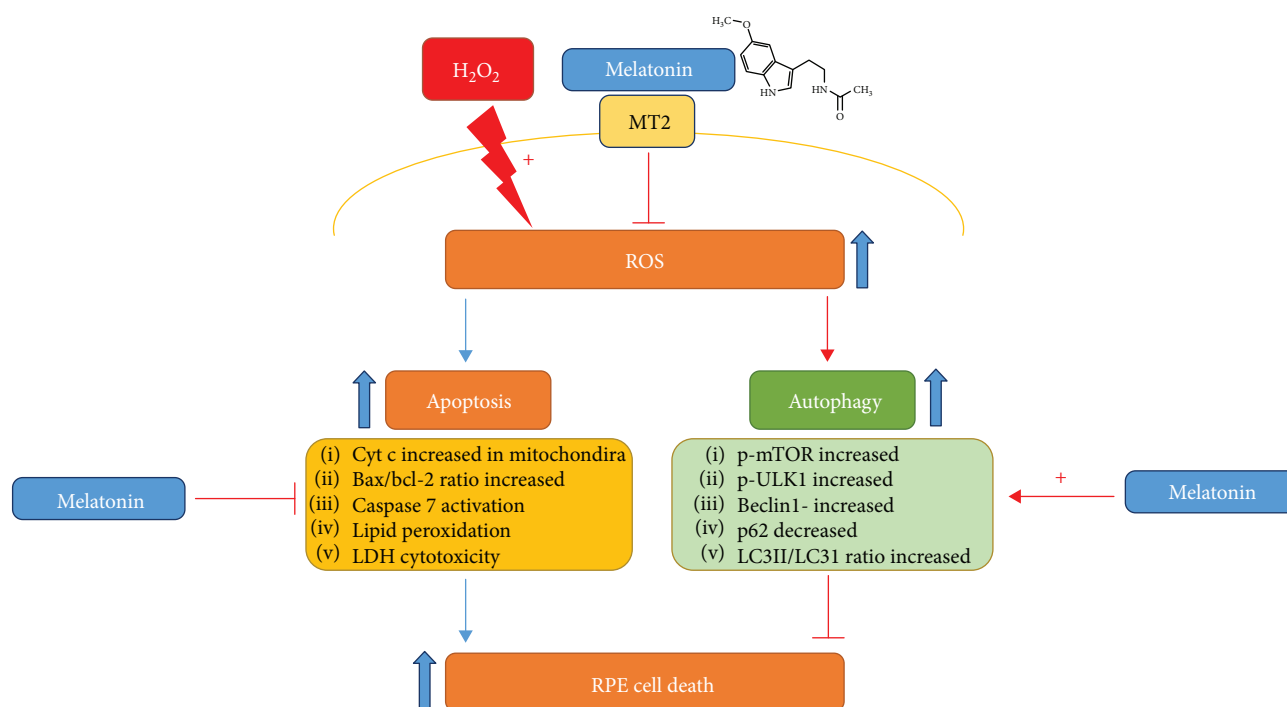 H₃C
O
H₂O₂
Melatonin
HN
NH
CH₃
O
MT2
+
ROS
Apoptosis
Autophagy
(i) Cyt c increased in mitochondira
(ii) Bax/bcl-2 ratio increased
(iii) Caspase 7 activation
(iv) Lipid peroxidation
(v) LDH cytotoxicity
(i) p-mTOR increased
(ii) p-ULK1 increased
(iii) Beclin1- increased
(iv) p62 decreased
(v) LC3II/LC31 ratio increased
Melatonin
+
Melatonin
RPE cell death